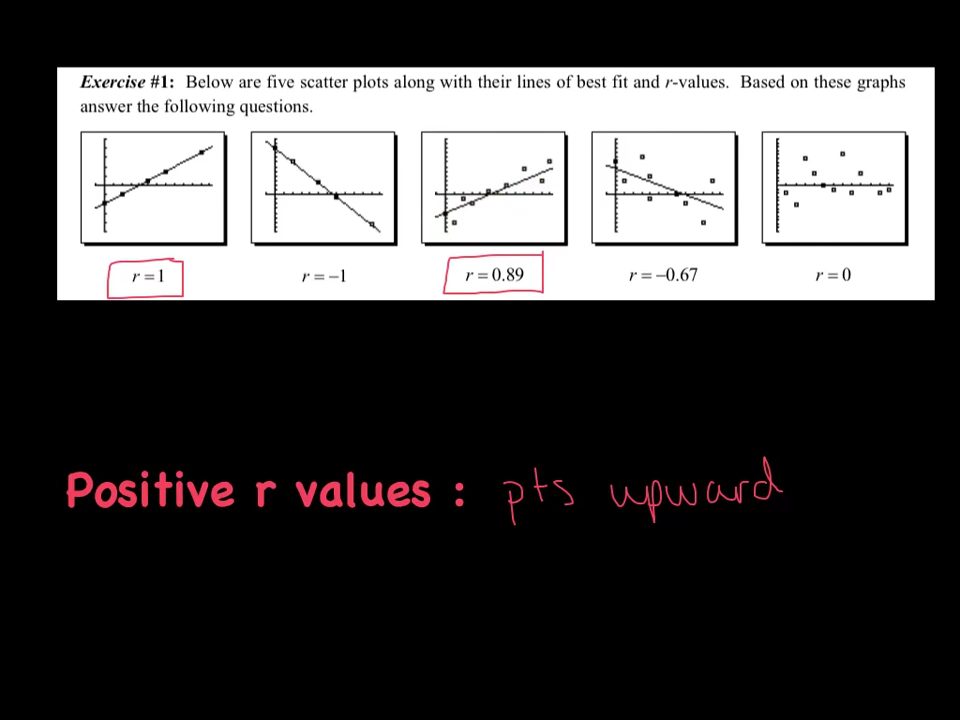 Exercise #1: Below are five scatter plots along with their lines of best fit and r-values. Based on these graphs
answer the following questions.
r = 1
r = −1
r = 0.89
r = −0.67
r = 0
Positive r values : pts upward